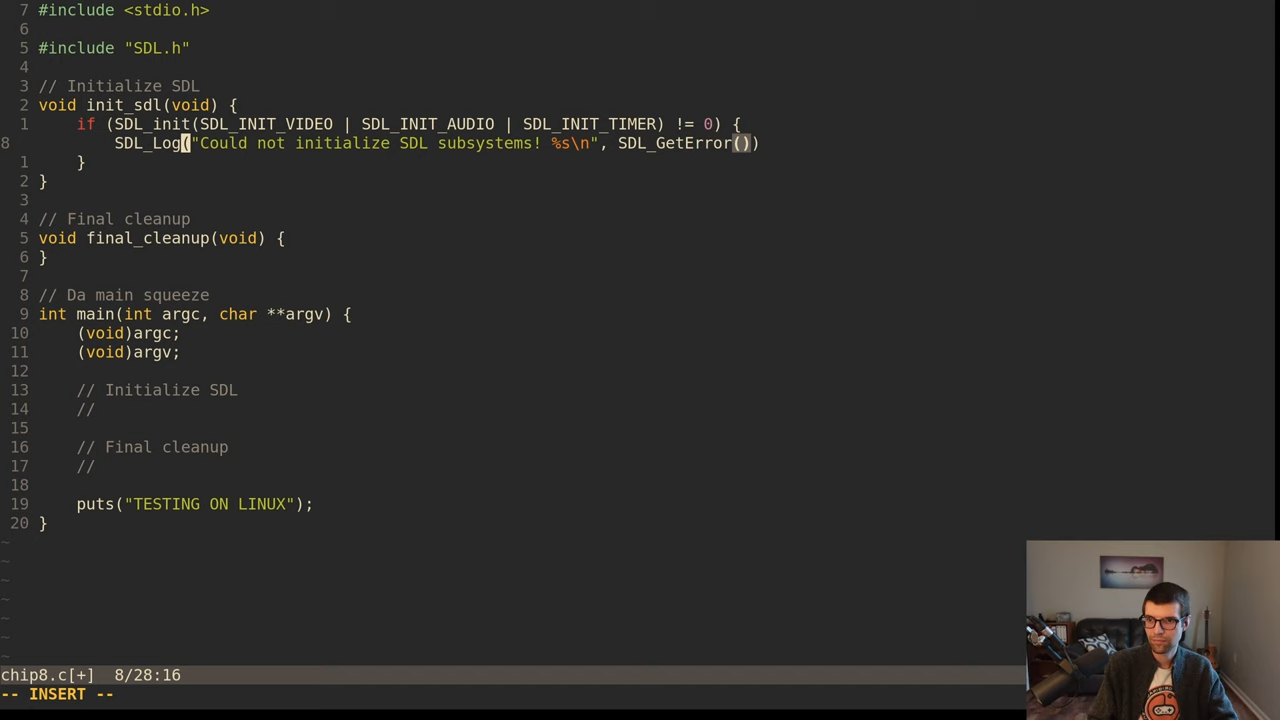 7 #include <stdio.h>
6
5 #include "SDL.h"
4
3 // Initialize SDL
2 void init_sdl(void) {
1     if (SDL_init(SDL_INIT_VIDEO | SDL_INIT_AUDIO | SDL_INIT_TIMER) != 0) {
8         SDL_Log("Could not initialize SDL subsystems! %s\n", SDL_GetError())
1     }
2 }
3
4 // Final cleanup
5 void final_cleanup(void) {
6 }
7
8 // Da main squeeze
9 int main(int argc, char **argv) {
10     (void)argc;
11     (void)argv;
12
13     // Initialize SDL
14     //
15
16     // Final cleanup
17     //
18
19     puts("TESTING ON LINUX");
20 }
~
~
~
~
~
~
~
chip8.c[+]  8/28:16
-- INSERT --